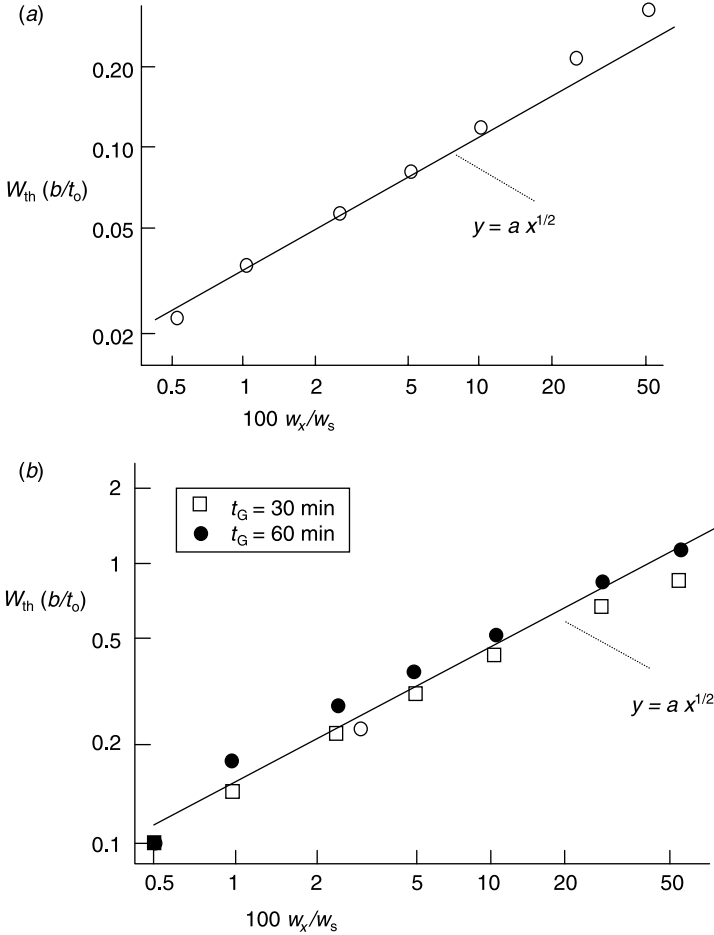 (a)
0.20
0.10
W_th (b/t_o)
0.05
y = a x^1/2
0.02
0.5 1 2 5 10 20 50
100 w_x/w_s
(b)
2
t_G = 30 min
t_G = 60 min
1
W_th (b/t_o)
0.5
y = a x^1/2
0.2
0.1
0.5 1 2 5 10 20 50
100 w_x/w_s